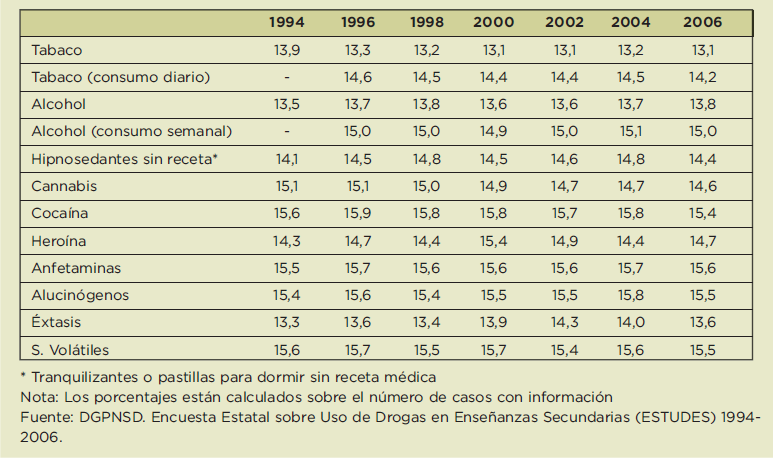 1994 1996 1998 2000 2002 2004 2006
Tabaco 13,9 13,3 13,2 13,1 13,1 13,2 13,1
Tabaco (consumo diario) - 14,6 14,5 14,4 14,4 14,5 14,2
Alcohol 13,5 13,7 13,8 13,6 13,6 13,7 13,8
Alcohol (consumo semanal) - 15,0 15,0 14,9 15,0 15,1 15,0
Hipnosedantes sin receta* 14,1 14,5 14,8 14,5 14,6 14,8 14,4
Cannabis 15,1 15,1 15,0 14,9 14,7 14,7 14,6
Cocaína 15,6 15,9 15,8 15,8 15,7 15,8 15,4
Heroína 14,3 14,7 14,4 15,4 14,9 14,4 14,7
Anfetaminas 15,5 15,7 15,6 15,6 15,6 15,7 15,6
Alucinógenos 15,4 15,6 15,4 15,5 15,5 15,8 15,5
Éxtasis 13,3 13,6 13,4 13,9 14,3 14,0 13,6
S. Volátiles 15,6 15,7 15,5 15,7 15,4 15,6 15,5
* Tranquilizantes o pastillas para dormir sin receta médica
Nota: Los porcentajes están calculados sobre el número de casos con información
Fuente: DGPNSD. Encuesta Estatal sobre Uso de Drogas en Enseñanzas Secundarias (ESTUDES) 1994-
2006.